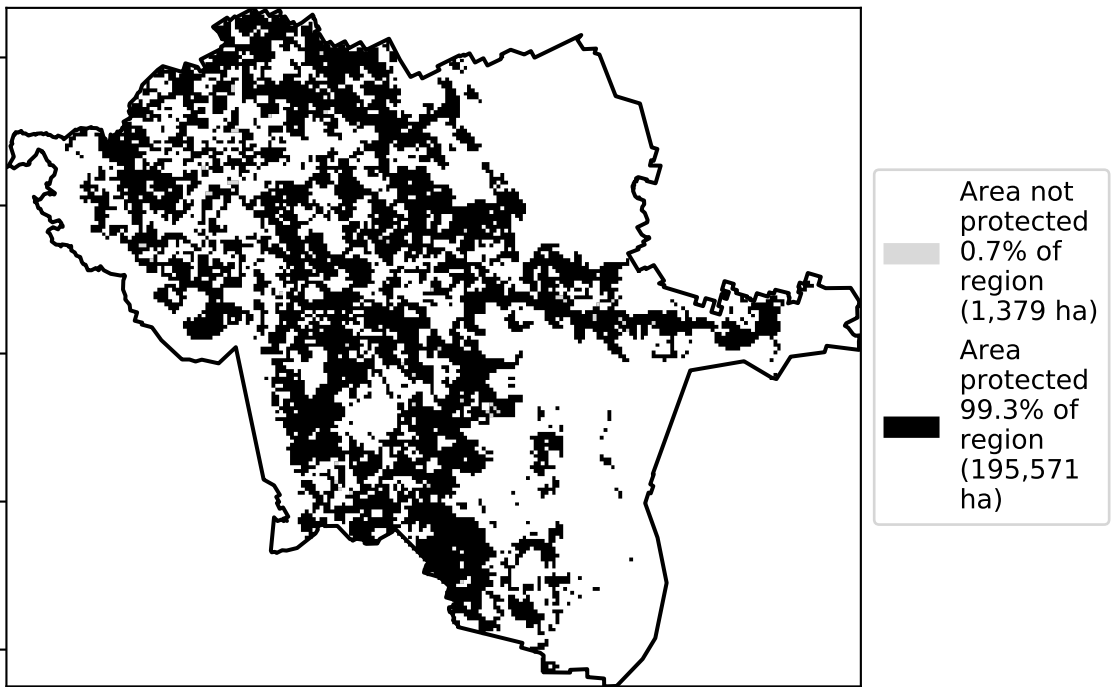 Area not
protected
0.7% of
region
(1,379 ha)
Area
protected
99.3% of
region
(195,571
ha)